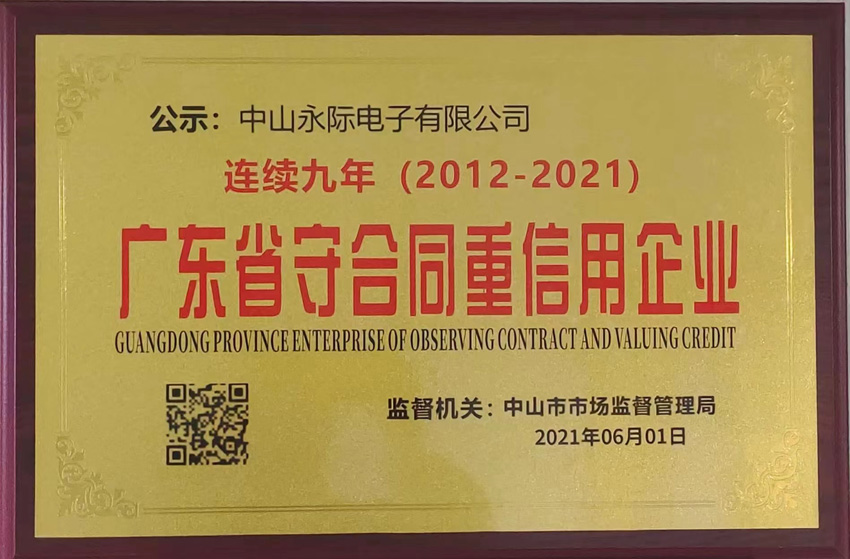 公示：中山永际电子有限公司
连续九年（2012-2021）
广东省守合同重信用企业
GUANGDONG PROVINCE ENTERPRISE OF OBSERVING CONTRACT AND VALUING CREDIT
监督机关：中山市市场监督管理局
2021年06月01日